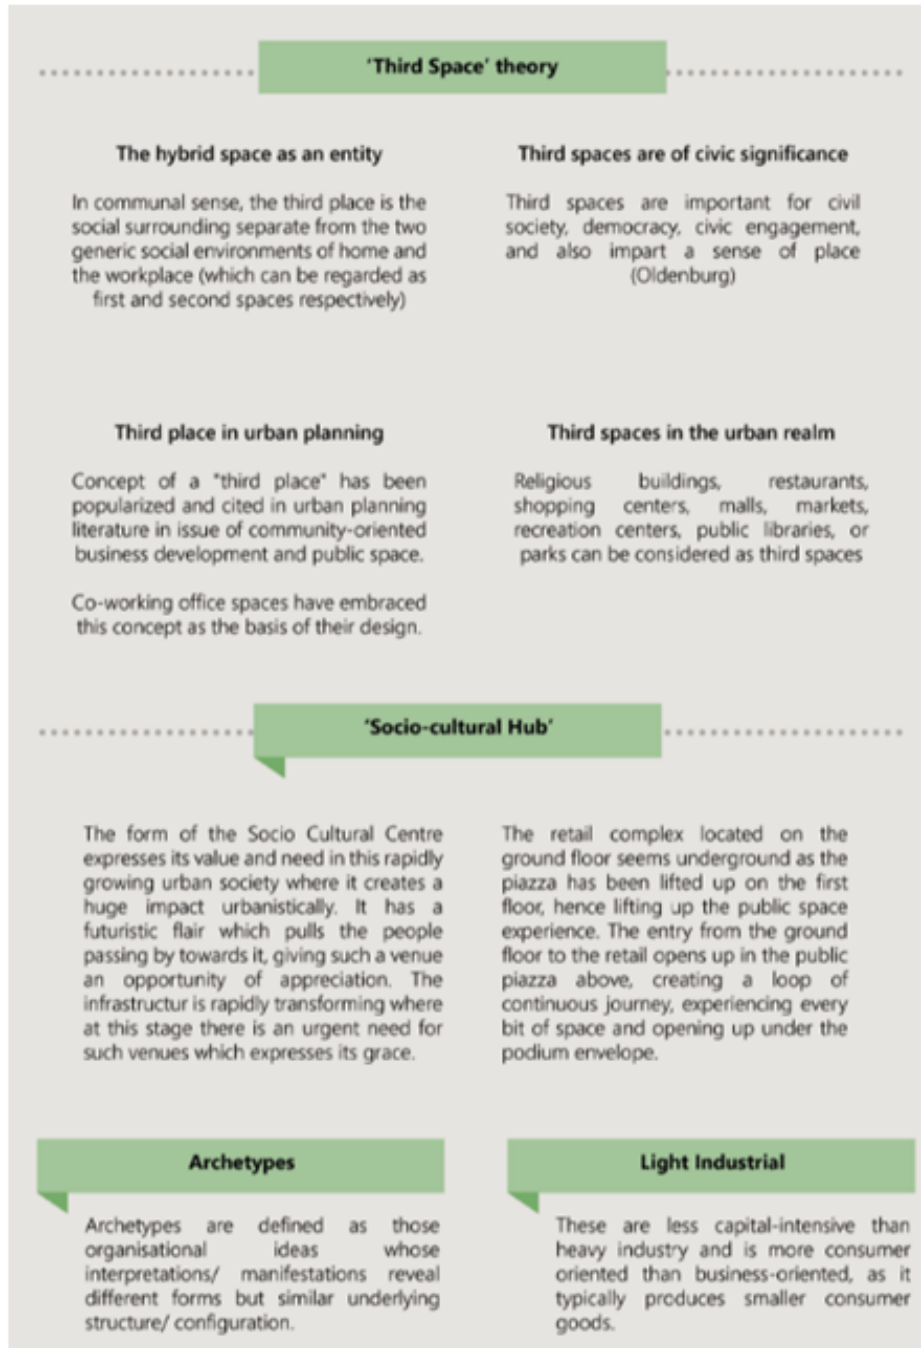 ‘Third Space’ theory
The hybrid space as an entity
In communal sense, the third place is the
social surrounding separate from the two
generic social environments of home and
the workplace (which can be regarded as
first and second spaces respectively)
Third spaces are of civic significance
Third spaces are important for civil
society, democracy, civic engagement,
and also impart a sense of place
(Oldenburg)
Third place in urban planning
Concept of a "third place" has been
popularized and cited in urban planning
literature in issue of community-oriented
business development and public space.
Co-working office spaces have embraced
this concept as the basis of their design.
Third spaces in the urban realm
Religious buildings, restaurants,
shopping centers, malls, markets,
recreation centers, public libraries, or
parks can be considered as third spaces
‘Socio-cultural Hub’
The form of the Socio Cultural Centre
expresses its value and need in this rapidly
growing urban society where it creates a
huge impact urbanistically. It has a
futuristic flair which pulls the people
passing by towards it, giving such a venue
an opportunity of appreciation. The
infrastructur is rapidly transforming where
at this stage there is an urgent need for
such venues which expresses its grace.
The retail complex located on the
ground floor seems underground as the
piazza has been lifted up on the first
floor, hence lifting up the public space
experience. The entry from the ground
floor to the retail opens up in the public
piazza above, creating a loop of
continuous journey, experiencing every
bit of space and opening up under the
podium envelope.
Archetypes
Archetypes are defined as those
organisational ideas whose
interpretations/ manifestations reveal
different forms but similar underlying
structure/ configuration.
Light Industrial
These are less capital-intensive than
heavy industry and is more consumer
oriented than business-oriented, as it
typically produces smaller consumer
goods.